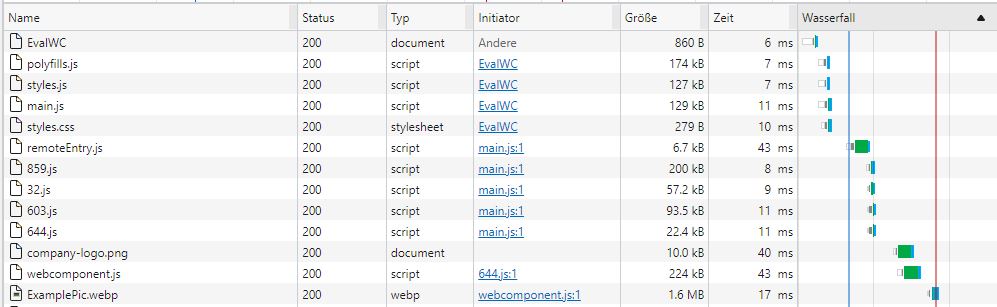 Name Status Typ Initiator Größe Zeit Wasserfall
EvalWC 200 document Andere 860 B 6 ms
polyfills.js 200 script EvalWC 174 kB 7 ms
styles.js 200 script EvalWC 127 kB 7 ms
main.js 200 script EvalWC 129 kB 11 ms
styles.css 200 stylesheet EvalWC 279 B 10 ms
remoteEntry.js 200 script main.js:1 6.7 kB 43 ms
859.js 200 script main.js:1 200 kB 8 ms
32.js 200 script main.js:1 57.2 kB 9 ms
603.js 200 script main.js:1 93.5 kB 11 ms
644.js 200 script main.js:1 22.4 kB 11 ms
company-logo.png 200 document 10.0 kB 40 ms
webcomponent.js 200 script 644.js:1 224 kB 43 ms
ExamplePic.webp 200 webp webcomponent.js:1 1.6 MB 17 ms